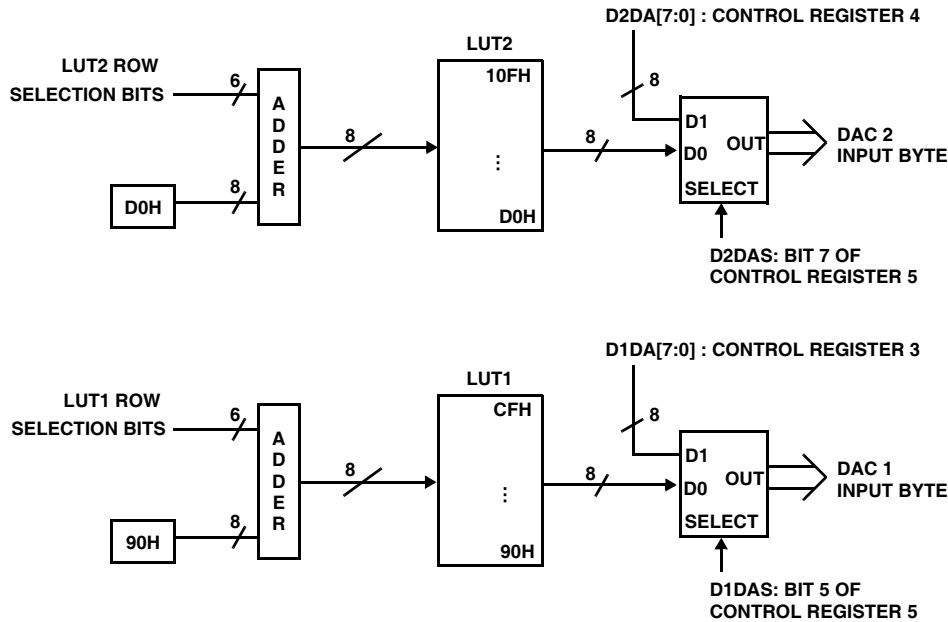 D2DA[7:0] : CONTROL REGISTER 4
LUT2
LUT2 ROW
SELECTION BITS
6
A
D
D
E
R
8
10FH
...
D0H
8
8
D1
D0
OUT
SELECT
DAC 2
INPUT BYTE
8
D0H
D2DAS: BIT 7 OF
CONTROL REGISTER 5
D1DA[7:0] : CONTROL REGISTER 3
LUT1
LUT1 ROW
SELECTION BITS
6
A
D
D
E
R
8
CFH
...
90H
8
8
D1
D0
OUT
SELECT
DAC 1
INPUT BYTE
8
90H
D1DAS: BIT 5 OF
CONTROL REGISTER 5